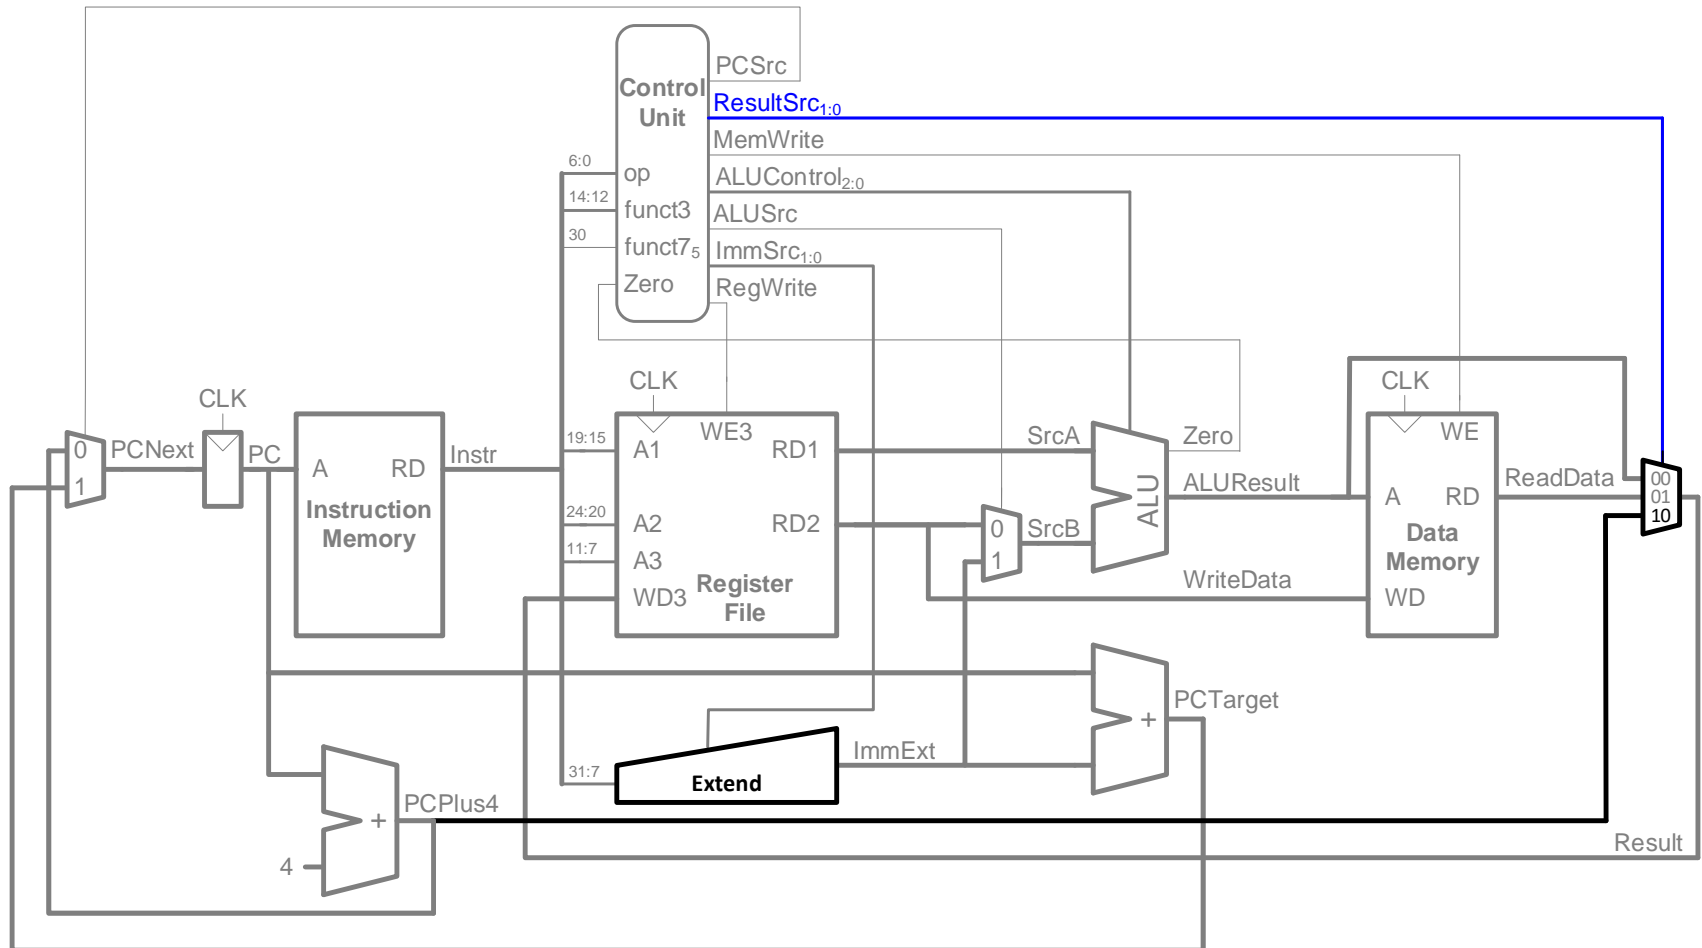 PCSrc
Control
Unit
ResultSrc1:0
MemWrite
6:0
op
ALUControl2:0
14:12
funct3
ALUSrc
30
funct75
ImmSrc1:0
Zero
RegWrite
CLK
CLK
CLK
0
1
PCNext
PC
A
RD
Instruction
Memory
Instr
19:15
A1
WE3
RD1
24:20
A2
RD2
11:7
A3
WD3
Register
File
0
1
SrcA
SrcB
ALU
Zero
ALUResult
WriteData
WE
A
RD
Data
Memory
WD
ReadData
00
01
10
+
PCTarget
31:7
Extend
ImmExt
+
PCPlus4
4
Result